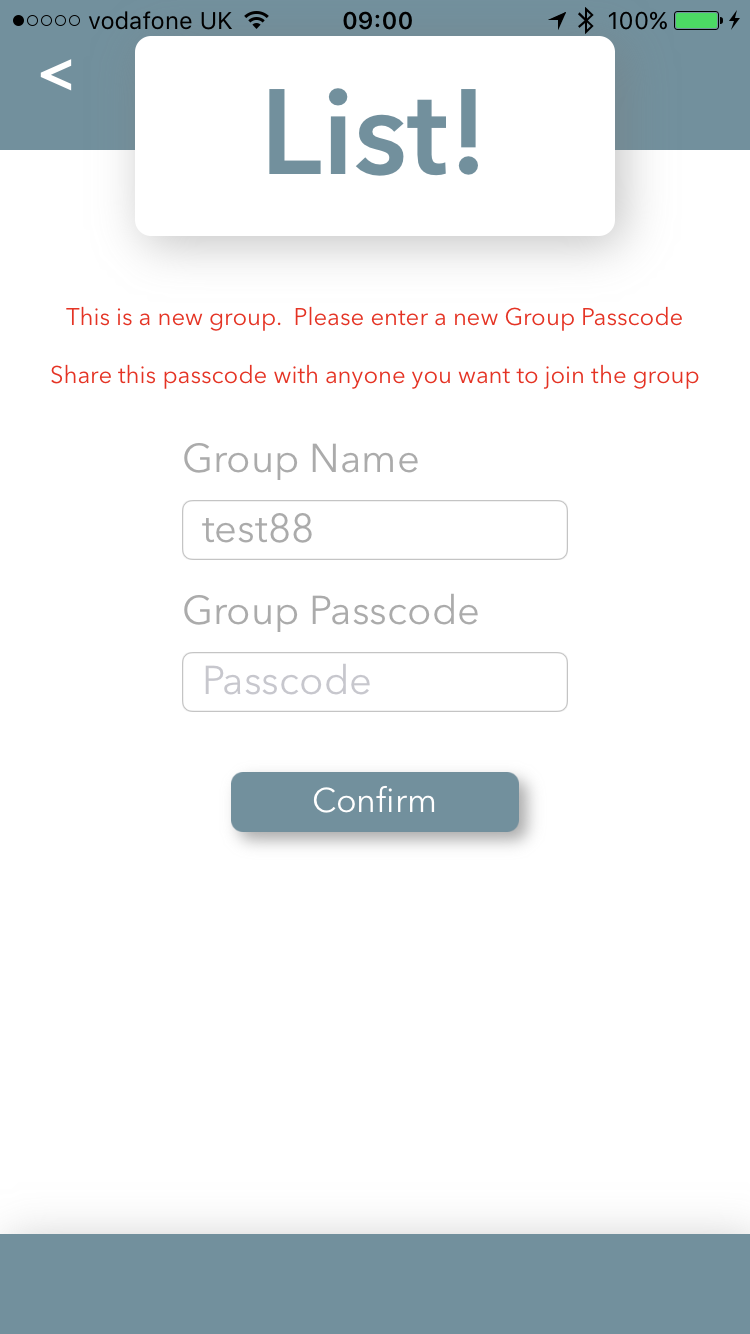 vodafone UK 09:00 100%
<
List!
This is a new group.  Please enter a new Group Passcode
Share this passcode with anyone you want to join the group
Group Name
test88
Group Passcode
Passcode
Confirm